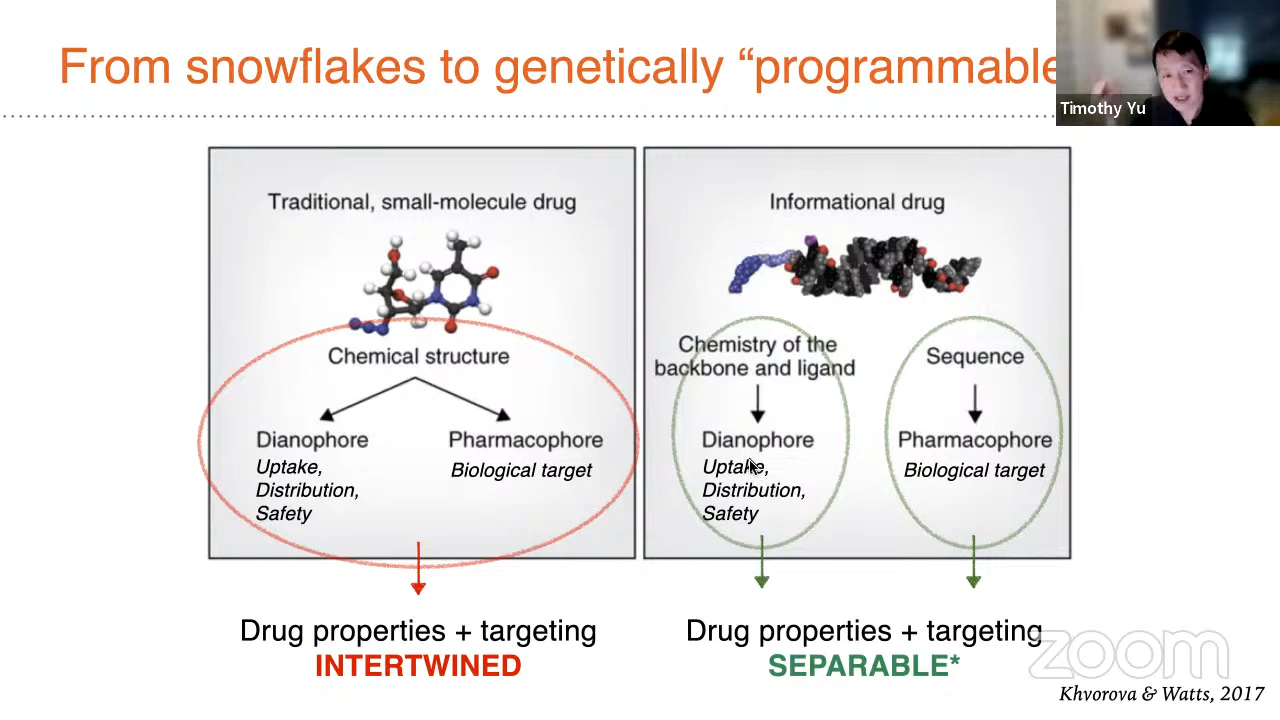 From snowflakes to genetically “programmable
Timothy Yu
Traditional, small-molecule drug
Chemical structure
Dianophore
Pharmacophore
Uptake,
Distribution,
Safety
Biological target
Informational drug
Chemistry of the
backbone and ligand
Sequence
Dianophore
Pharmacophore
Uptake,
Distribution,
Safety
Biological target
Drug properties + targeting
INTERTWINED
Drug properties + targeting
SEPARABLE*
zoom
Khvorova & Watts, 2017